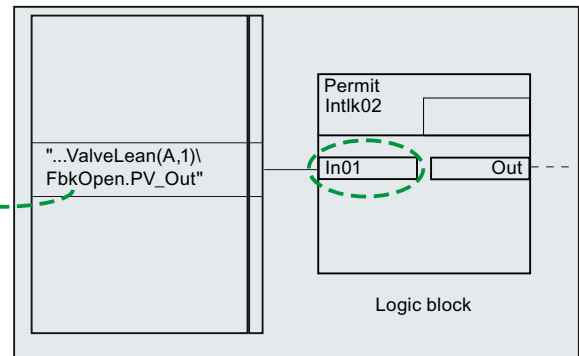 "...ValveLean(A,1)\
FbkOpen.PV_Out"
Permit
Intlk02
In01
Out
Logic block